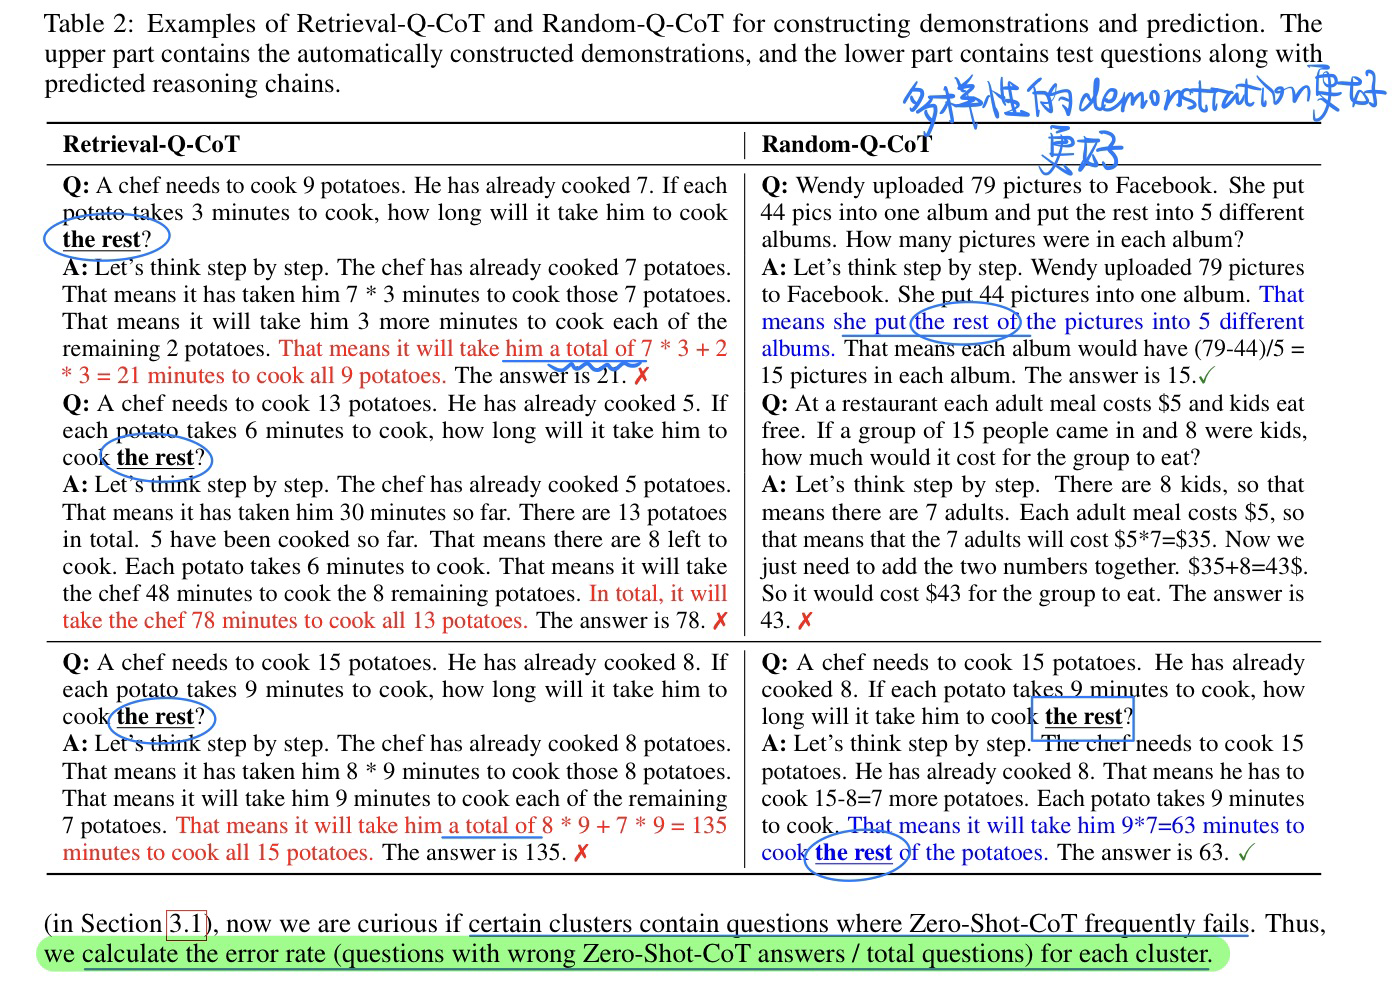 Table 2: Examples of Retrieval-Q-CoT and Random-Q-CoT for constructing demonstrations and prediction. The
upper part contains the automatically constructed demonstrations, and the lower part contains test questions along with
predicted reasoning chains.
多样性的demonstration更好
更好
Retrieval-Q-CoT
Q: A chef needs to cook 9 potatoes. He has already cooked 7. If each
potato takes 3 minutes to cook, how long will it take him to cook
the rest?
A: Let's think step by step. The chef has already cooked 7 potatoes.
That means it has taken him 7 * 3 minutes to cook those 7 potatoes.
That means it will take him 3 more minutes to cook each of the
remaining 2 potatoes. That means it will take him a total of 7 * 3 + 2
* 3 = 21 minutes to cook all 9 potatoes. The answer is 21. ✗
Q: A chef needs to cook 13 potatoes. He has already cooked 5. If
each potato takes 6 minutes to cook, how long will it take him to
cook the rest?
A: Let's think step by step. The chef has already cooked 5 potatoes.
That means it has taken him 30 minutes so far. There are 13 potatoes
in total. 5 have been cooked so far. That means there are 8 left to
cook. Each potato takes 6 minutes to cook. That means it will take
the chef 48 minutes to cook the 8 remaining potatoes. In total, it will
take the chef 78 minutes to cook all 13 potatoes. The answer is 78. ✗
Random-Q-CoT
Q: Wendy uploaded 79 pictures to Facebook. She put
44 pics into one album and put the rest into 5 different
albums. How many pictures were in each album?
A: Let's think step by step. Wendy uploaded 79 pictures
to Facebook. She put 44 pictures into one album. That
means she put the rest of the pictures into 5 different
albums. That means each album would have (79-44)/5 =
15 pictures in each album. The answer is 15.✓
Q: At a restaurant each adult meal costs $5 and kids eat
free. If a group of 15 people came in and 8 were kids,
how much would it cost for the group to eat?
A: Let's think step by step. There are 8 kids, so that
means there are 7 adults. Each adult meal costs $5, so
that means that the 7 adults will cost $5*7=$35. Now we
just need to add the two numbers together. $35+8=43$.
So it would cost $43 for the group to eat. The answer is
43. ✗
Q: A chef needs to cook 15 potatoes. He has already cooked 8. If
each potato takes 9 minutes to cook, how long will it take him to
cook the rest?
A: Let's think step by step. The chef has already cooked 8 potatoes.
That means it has taken him 8 * 9 minutes to cook those 8 potatoes.
That means it will take him 9 minutes to cook each of the remaining
7 potatoes. That means it will take him a total of 8 * 9 + 7 * 9 = 135
minutes to cook all 15 potatoes. The answer is 135. ✗
Q: A chef needs to cook 15 potatoes. He has already
cooked 8. If each potato takes 9 minutes to cook, how
long will it take him to cook the rest?
A: Let's think step by step. The chef needs to cook 15
potatoes. He has already cooked 8. That means he has to
cook 15-8=7 more potatoes. Each potato takes 9 minutes
to cook. That means it will take him 9*7=63 minutes to
cook the rest of the potatoes. The answer is 63. ✓
(in Section 3.1), now we are curious if certain clusters contain questions where Zero-Shot-CoT frequently fails. Thus,
we calculate the error rate (questions with wrong Zero-Shot-CoT answers / total questions) for each cluster.